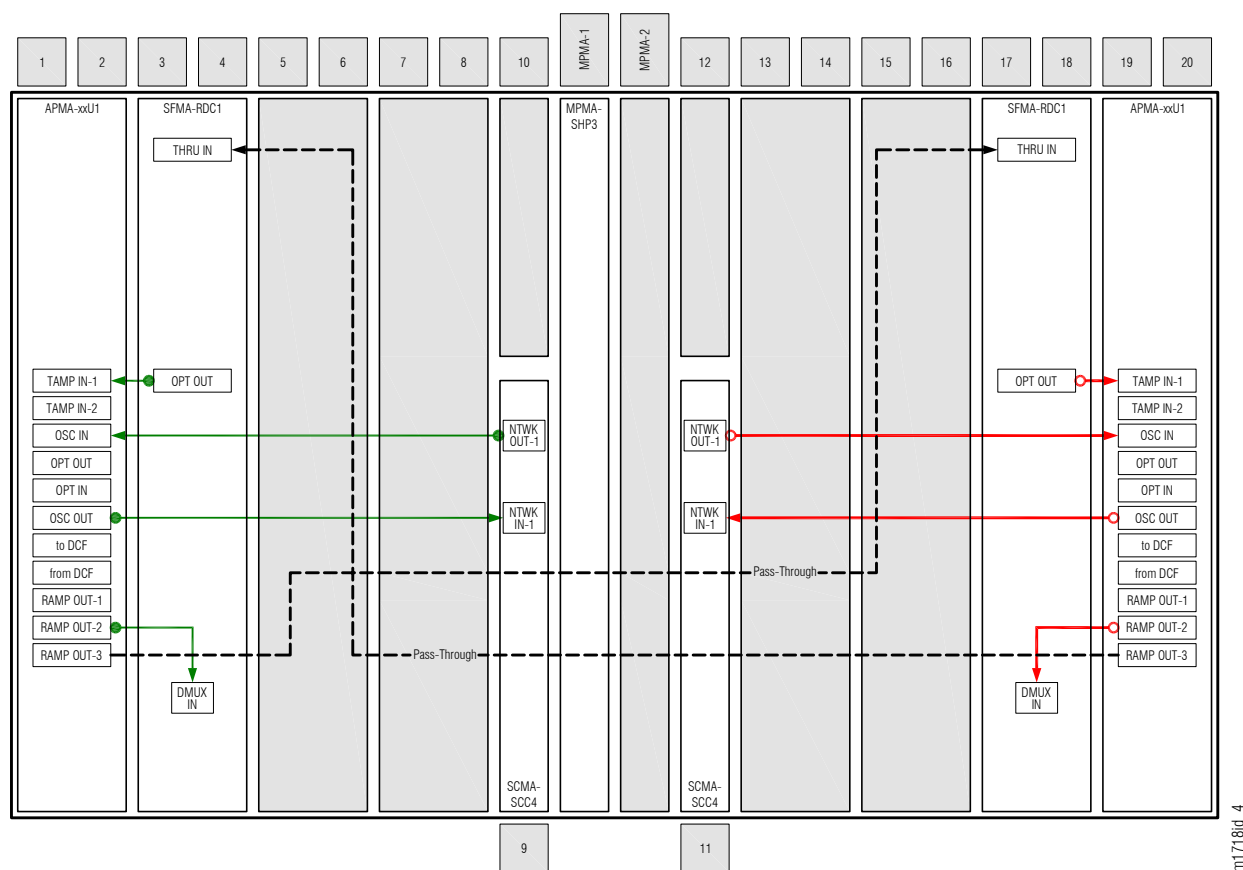 1
2
3
4
5
6
7
8
10
MPMA-1
MPMA-2
12
13
14
15
16
17
18
19
20
APMA-xxU1
SFMA-RDC1
MPMA-
SHP3
SFMA-RDC1
APMA-xxU1
THRU IN
THRU IN
TAMP IN-1
OPT OUT
OPT OUT
TAMP IN-1
TAMP IN-2
TAMP IN-2
OSC IN
NTWK
OUT-1
NTWK
OUT-1
OSC IN
OPT OUT
OPT OUT
OPT IN
OPT IN
OSC OUT
NTWK
IN-1
NTWK
IN-1
OSC OUT
to DCF
to DCF
from DCF
Pass-Through
from DCF
RAMP OUT-1
RAMP OUT-1
RAMP OUT-2
RAMP OUT-2
RAMP OUT-3
Pass-Through
RAMP OUT-3
DMUX
IN
DMUX
IN
SCMA-
SCC4
SCMA-
SCC4
9
11